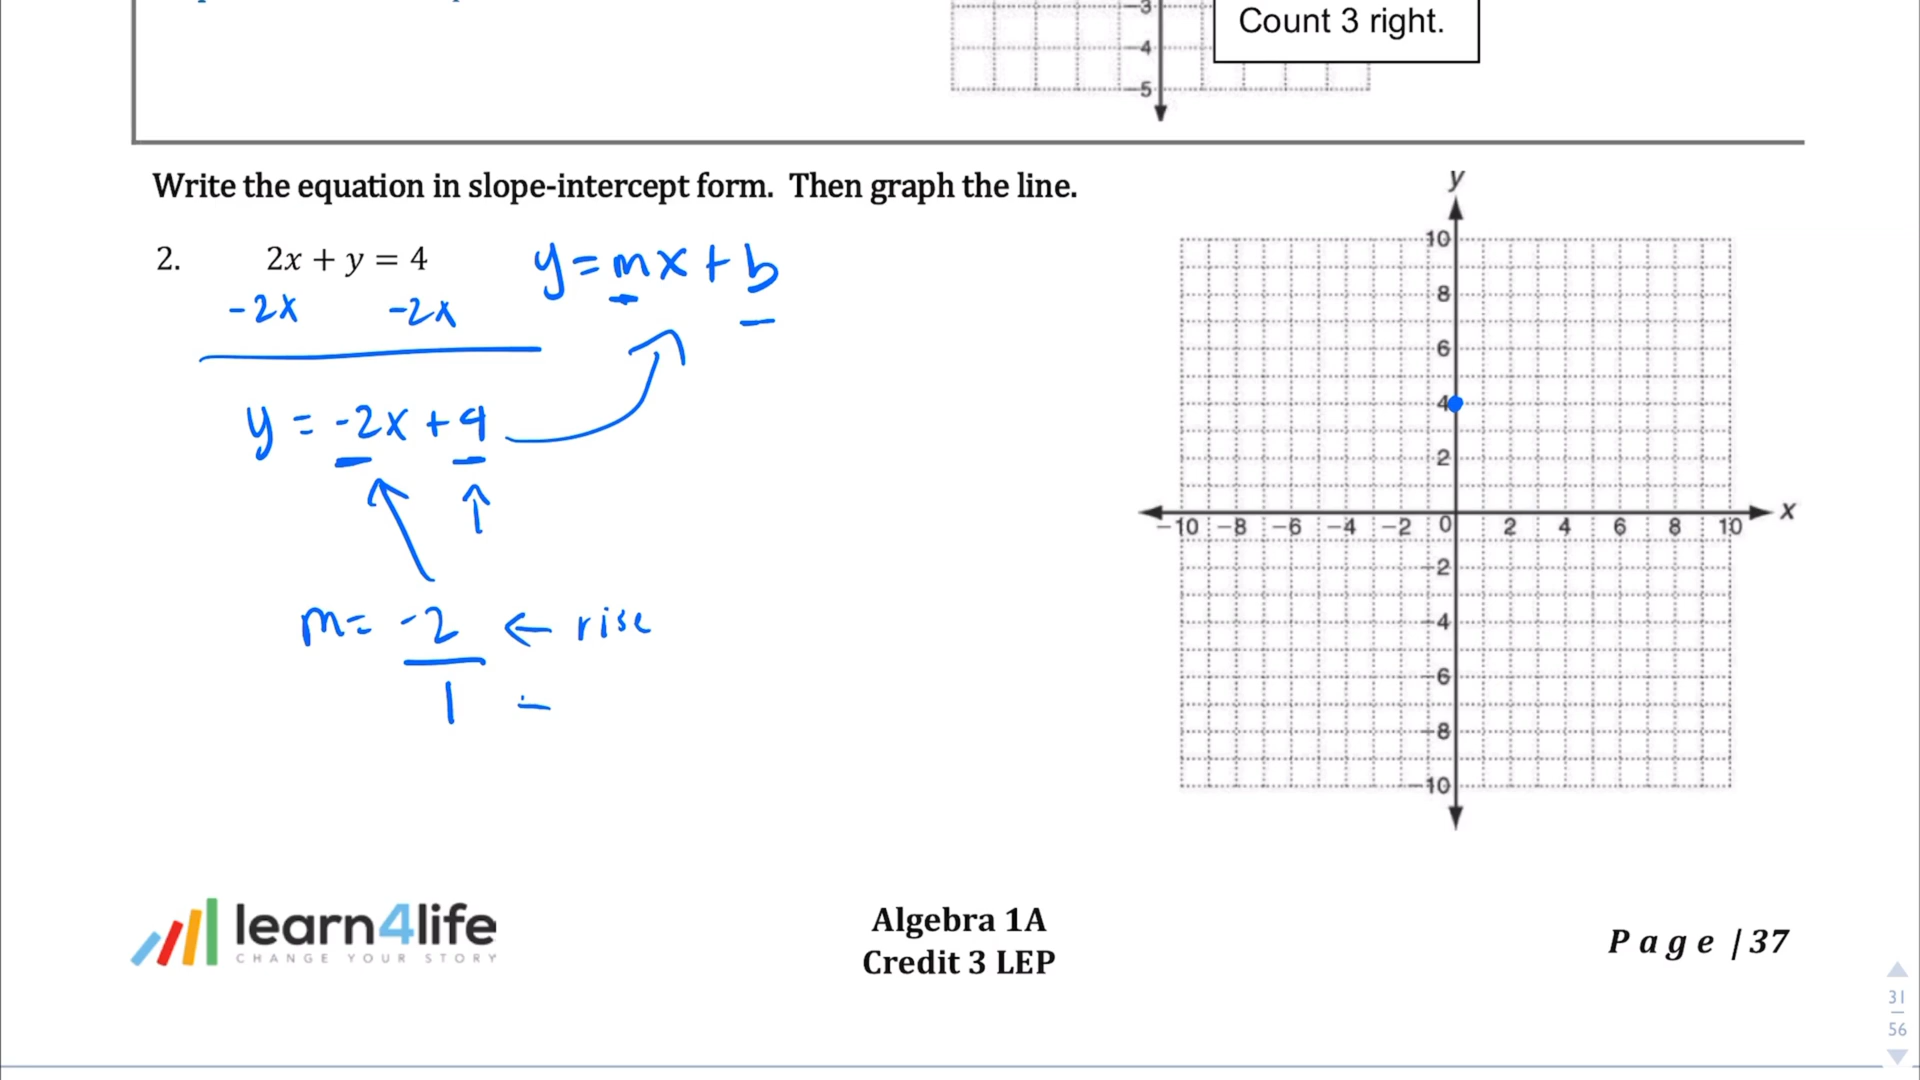 -3
Count 3 right.
-4
-5
Write the equation in slope-intercept form. Then graph the line.
2. 2x + y = 4
y = mx + b
-2x -2x
y = -2x + 4
m = -2 ← rise
1
y
10
8
6
4
2
-10 -8 -6 -4 -2 0 2 4 6 8 10 x
-2
-4
-6
-8
-10
learn4life
CHANGE YOUR STORY
Algebra 1A
Credit 3 LEP
Page | 37
31
56